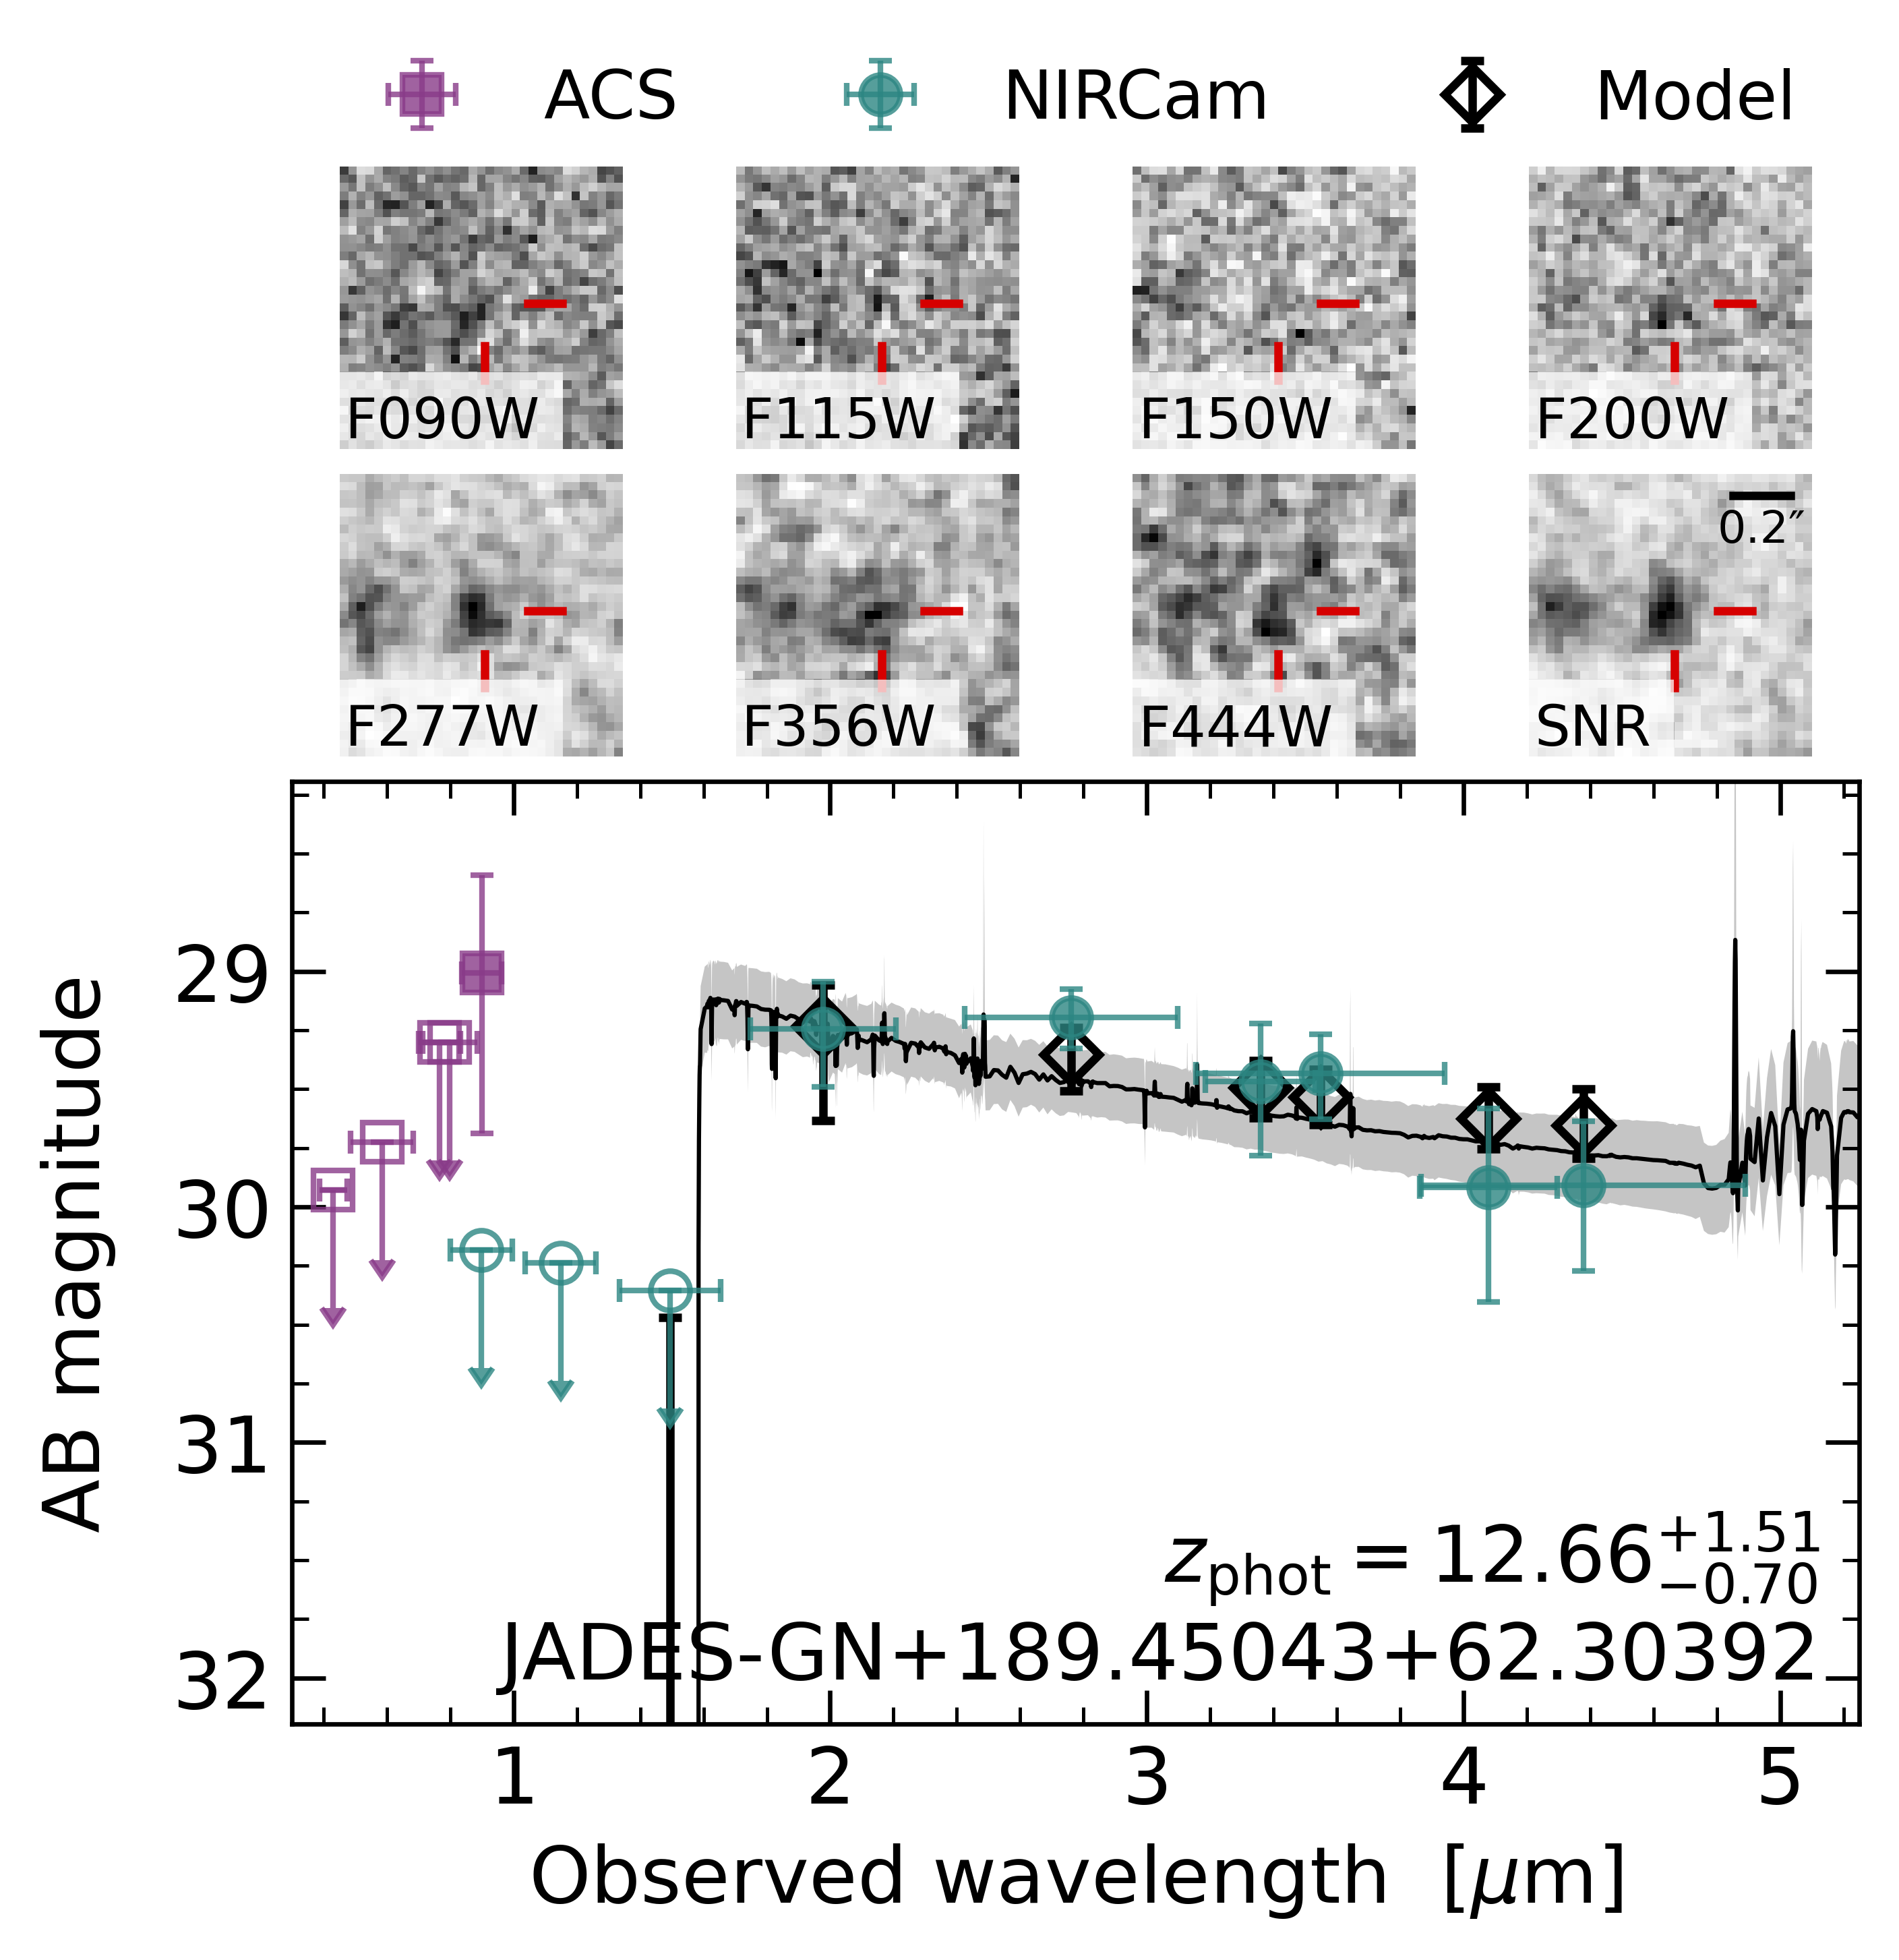 ACS NIRCam Model
F090W F115W F150W F200W
0.2″
F277W F356W F444W SNR
AB magnitude
29
30
31
32
z_phot = 12.66 +1.51 −0.70
JADES-GN+189.45043+62.30392
1 2 3 4 5
Observed wavelength [μm]